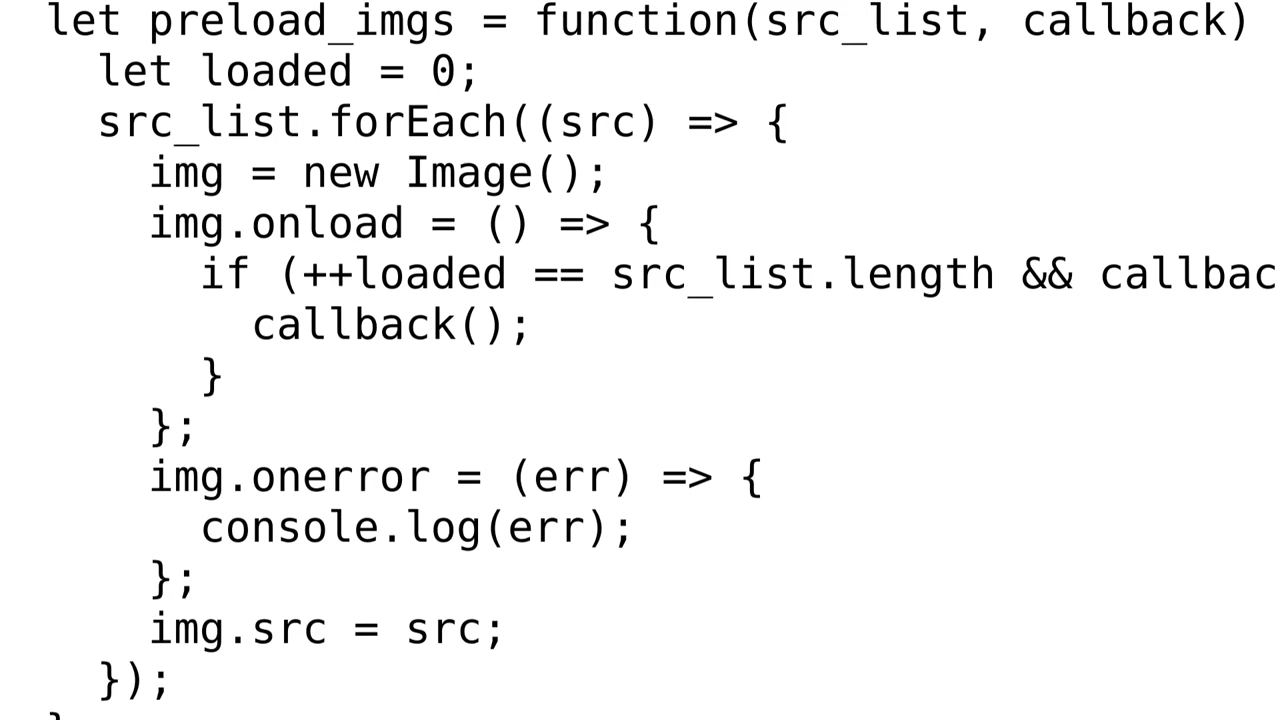 let preload_imgs = function(src_list, callback)
let loaded = 0;
src_list.forEach((src) => {
img = new Image();
img.onload = () => {
if (++loaded == src_list.length && callbac
callback();
}
};
img.onerror = (err) => {
console.log(err);
};
img.src = src;
});
}